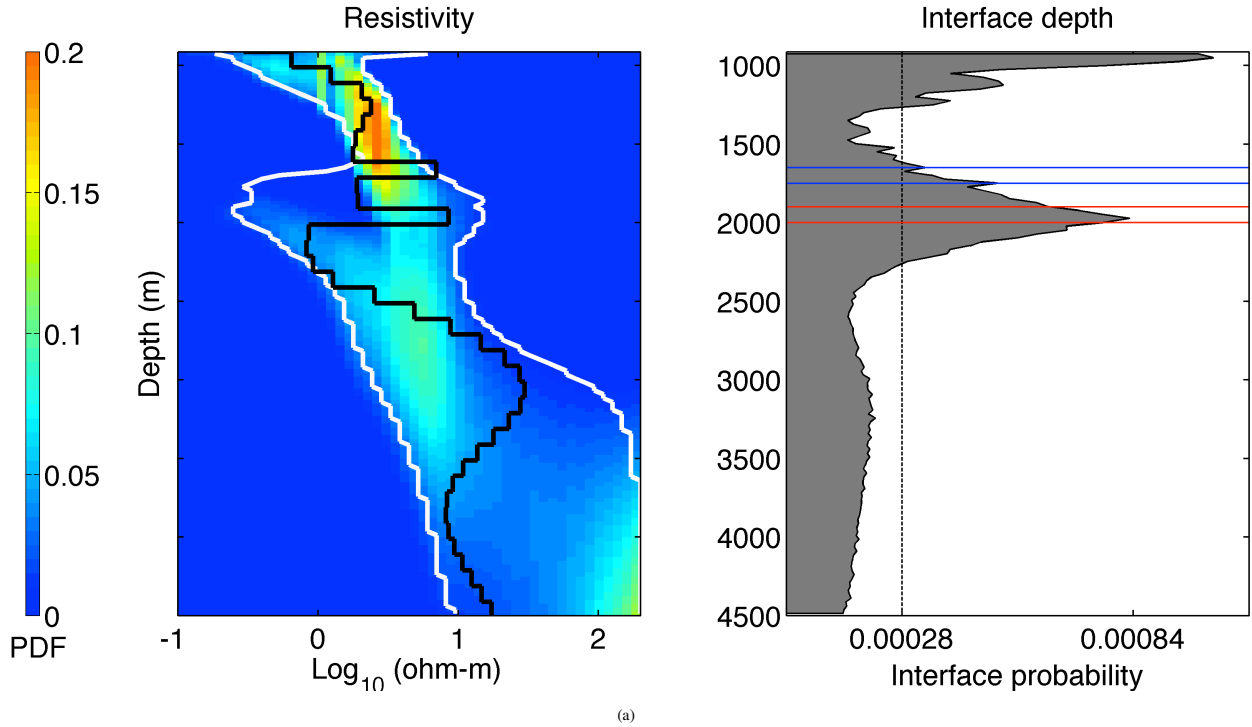 Resistivity
Interface depth
0.2
0.15
0.1
0.05
0
PDF
Depth (m)
-1
0
1
2
Log10 (ohm-m)
1000
1500
2000
2500
3000
3500
4000
4500
0.00028
0.00084
Interface probability
(a)